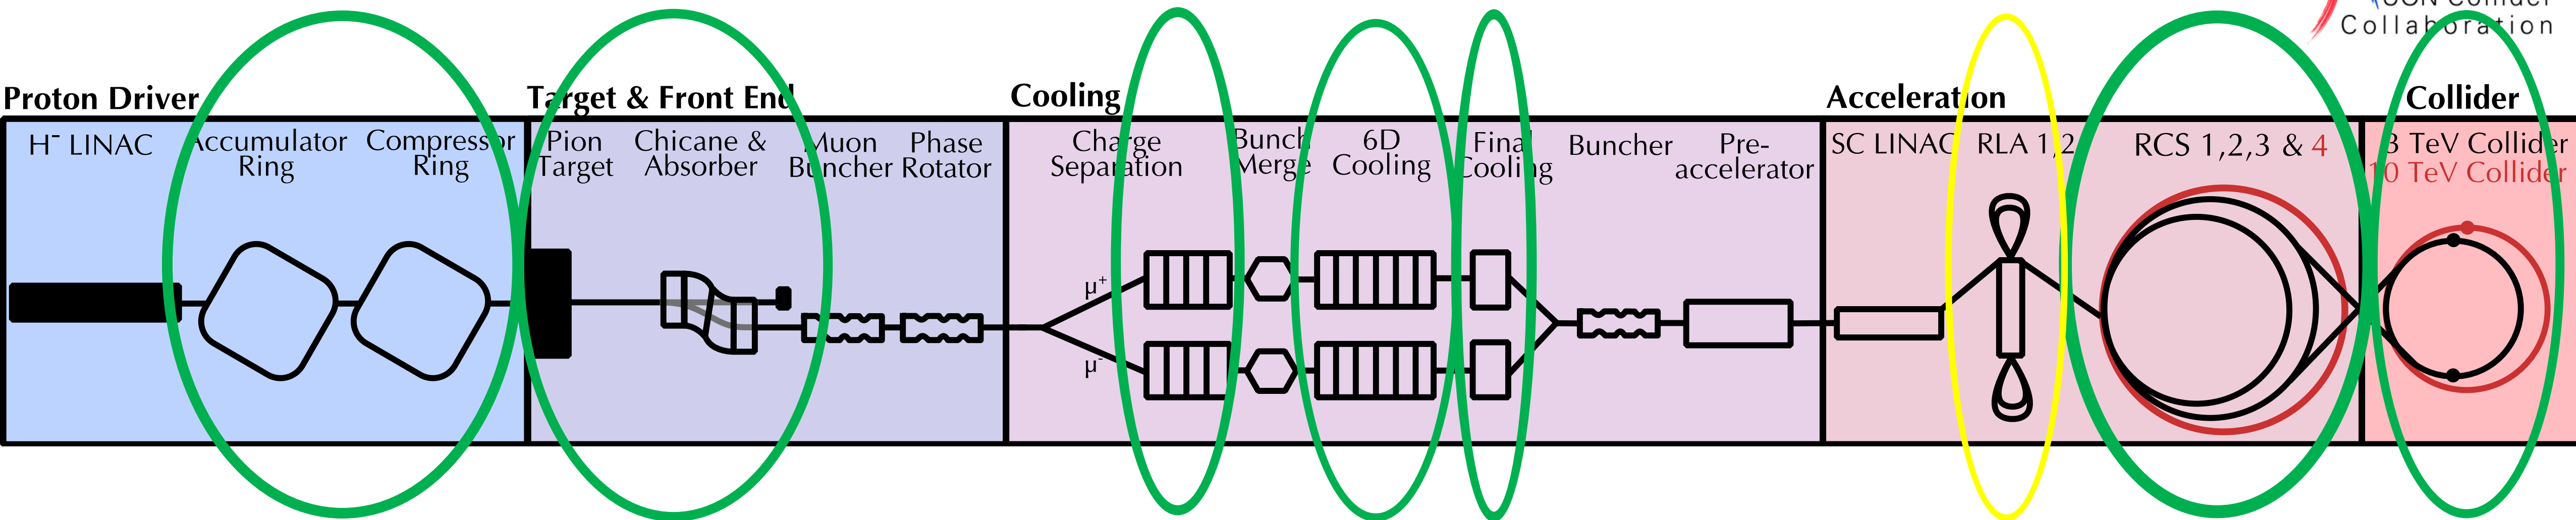 UON Collider
Collaboration
Proton Driver
Target & Front End
Cooling
Acceleration
Collider
H⁻ LINAC
Accumulator
Ring
Compressor
Ring
Pion
Target
Chicane &
Absorber
Muon
Buncher
Phase
Rotator
Charge
Separation
Bunch
Merge
6D
Cooling
Final
Cooling
Buncher
Pre-
accelerator
SC LINAC
RLA 1,2
RCS 1,2,3 & 4
3 TeV Collider
10 TeV Collider
μ⁺
μ⁻